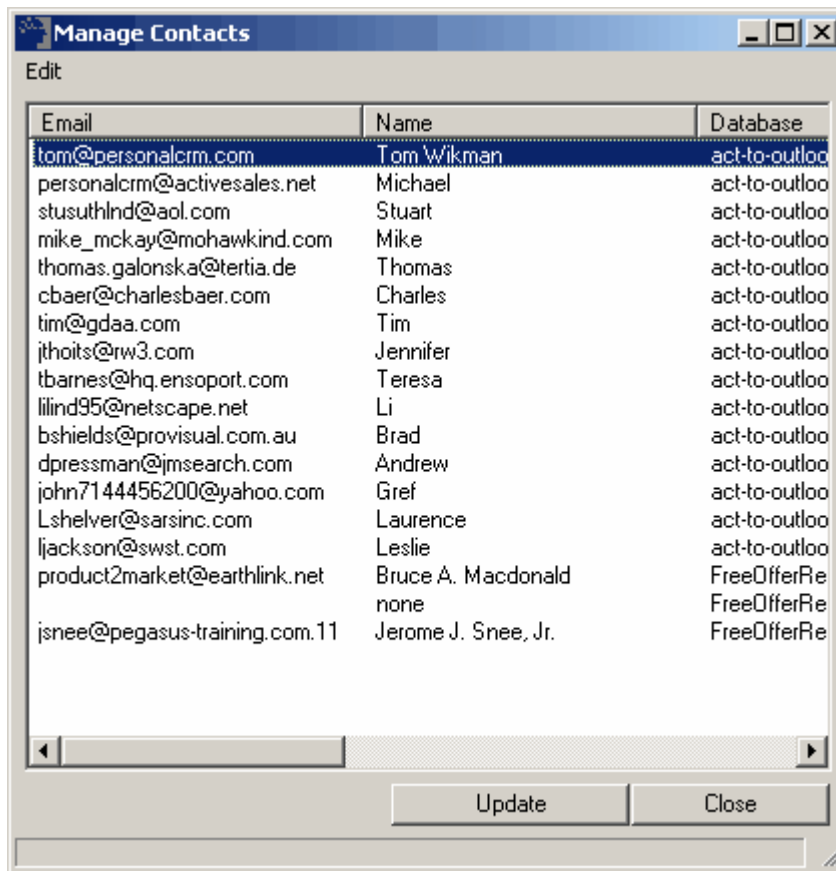 Manage Contacts
Edit
Email Name Database
tom@personalcrm.com Tom Wikman act-to-outloo
personalcrm@activesales.net Michael act-to-outloo
stusuthlnd@aol.com Stuart act-to-outloo
mike_mckay@mohawkind.com Mike act-to-outloo
thomas.galonska@tertia.de Thomas act-to-outloo
cbaer@charlesbaer.com Charles act-to-outloo
tim@gdaa.com Tim act-to-outloo
jthoits@rw3.com Jennifer act-to-outloo
tbarnes@hq.ensoport.com Teresa act-to-outloo
lilind95@netscape.net Li act-to-outloo
bshields@provisual.com.au Brad act-to-outloo
dpressman@jmsearch.com Andrew act-to-outloo
john7144456200@yahoo.com Gref act-to-outloo
Lshelver@sarsinc.com Laurence act-to-outloo
ljackson@swst.com Leslie act-to-outloo
product2market@earthlink.net Bruce A. Macdonald FreeOfferRe
none FreeOfferRe
jsnee@pegasus-training.com.11 Jerome J. Snee, Jr. FreeOfferRe
Update Close